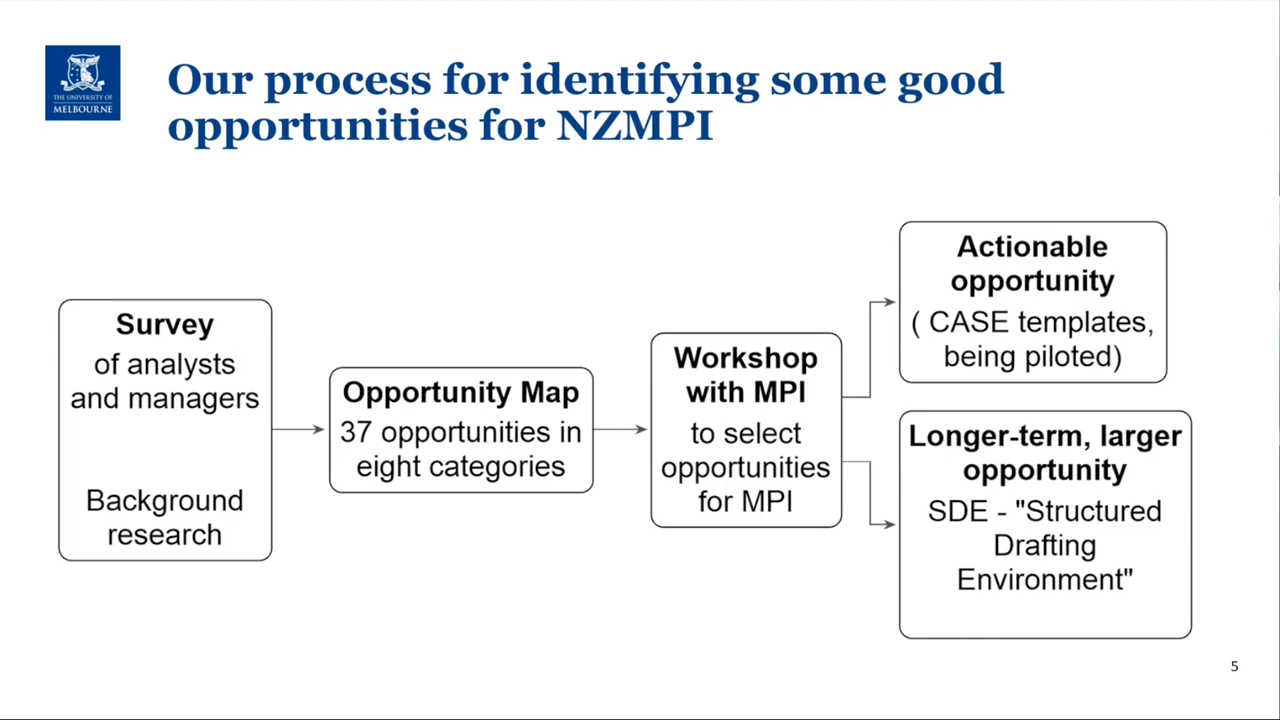 THE UNIVERSITY OF
MELBOURNE
Our process for identifying some good
opportunities for NZMPI
Survey
of analysts
and managers
Background
research
Opportunity Map
37 opportunities in
eight categories
Workshop
with MPI
to select
opportunities
for MPI
Actionable
opportunity
( CASE templates,
being piloted)
Longer-term, larger
opportunity
SDE - "Structured
Drafting
Environment"
5